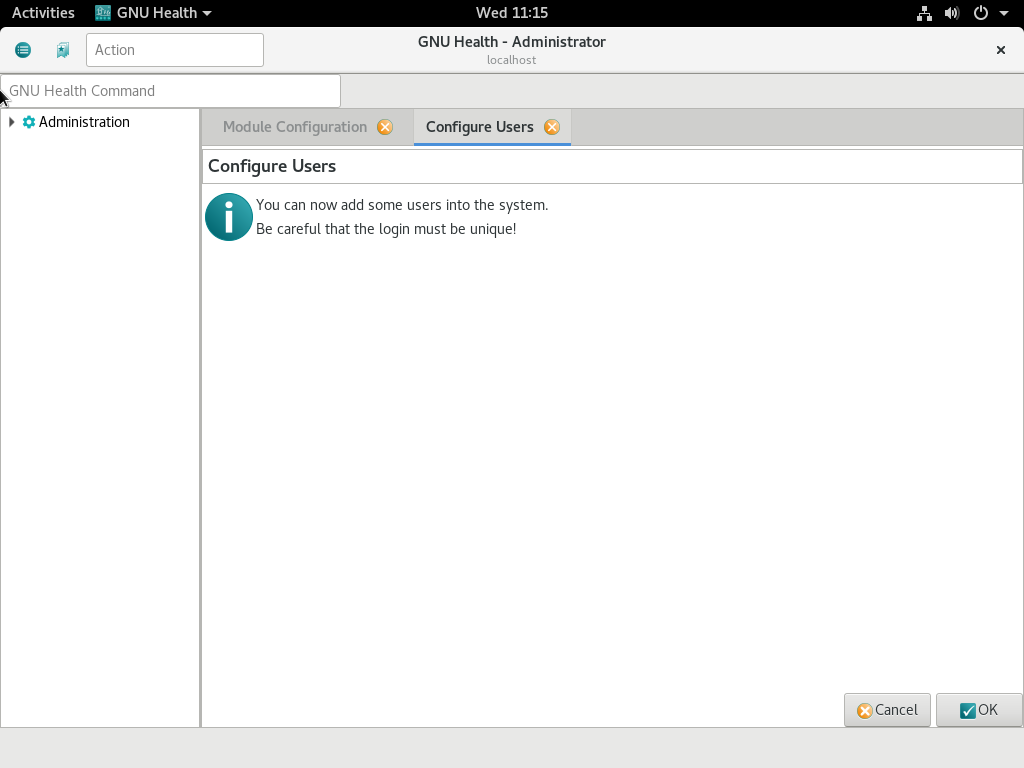 Activities
GNU Health
Wed 11:15
Action
GNU Health - Administrator
localhost
GNU Health Command
Administration
Module Configuration
Configure Users
Configure Users
You can now add some users into the system.
Be careful that the login must be unique!
Cancel
OK